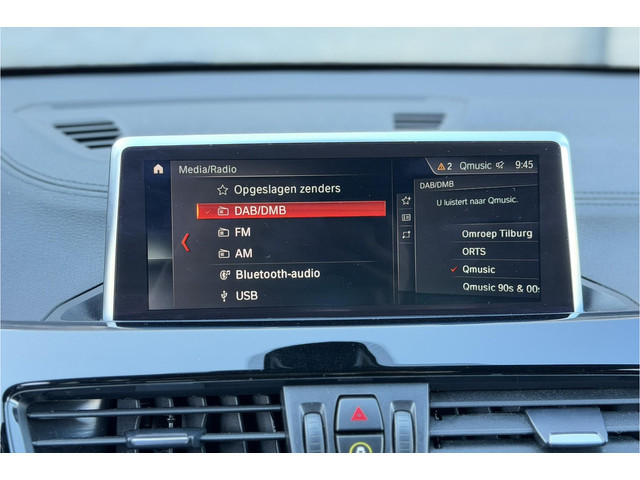 Media/Radio
2 Qmusic 9:45
Opgeslagen zenders
DAB/DMB
FM
AM
Bluetooth-audio
USB
DAB/DMB
U luistert naar Qmusic.
Omroep Tilburg
ORTS
Qmusic
Qmusic 90s & 00s